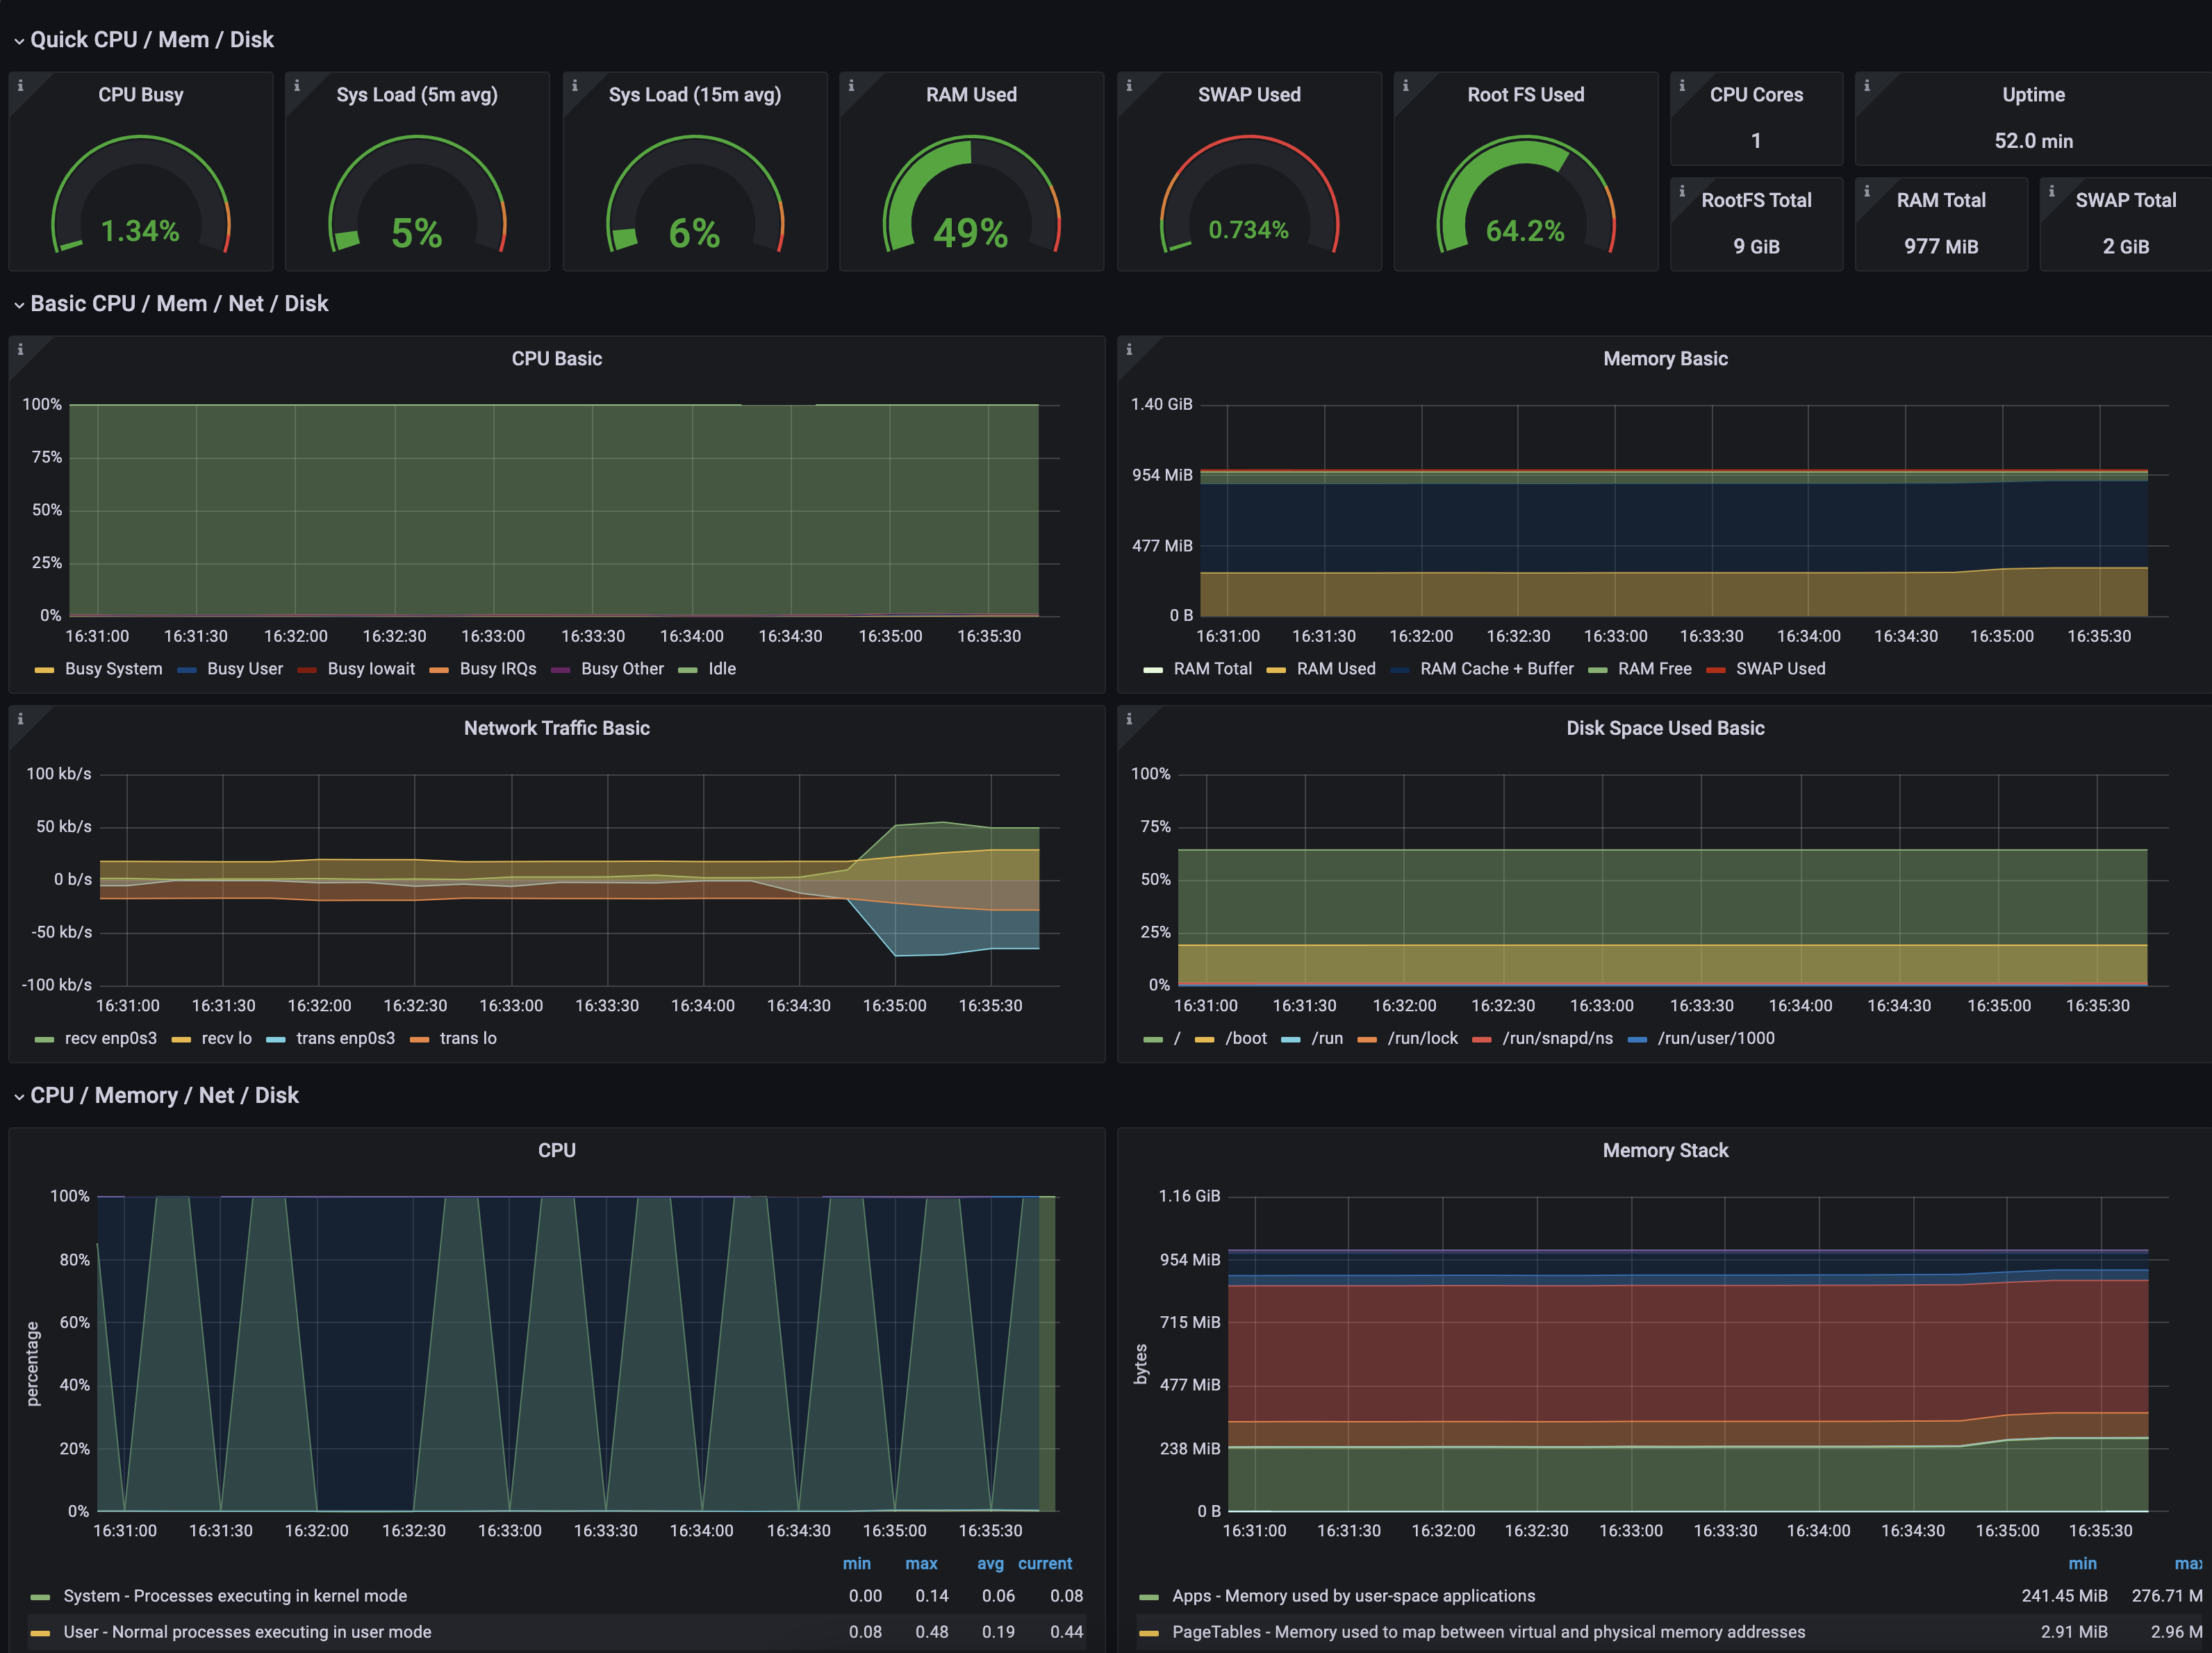 Quick CPU / Mem / Disk
CPU Busy
1.34%
Sys Load (5m avg)
5%
Sys Load (15m avg)
6%
RAM Used
49%
SWAP Used
0.734%
Root FS Used
64.2%
CPU Cores
1
Uptime
52.0 min
RootFS Total
9 GiB
RAM Total
977 MiB
SWAP Total
2 GiB
Basic CPU / Mem / Net / Disk
CPU Basic
100%
75%
50%
25%
0%
16:31:00 16:31:30 16:32:00 16:32:30 16:33:00 16:33:30 16:34:00 16:34:30 16:35:00 16:35:30
Busy System Busy User Busy Iowait Busy IRQs Busy Other Idle
Memory Basic
1.40 GiB
954 MiB
477 MiB
0 B
16:31:00 16:31:30 16:32:00 16:32:30 16:33:00 16:33:30 16:34:00 16:34:30 16:35:00 16:35:30
RAM Total RAM Used RAM Cache + Buffer RAM Free SWAP Used
Network Traffic Basic
100 kb/s
50 kb/s
0 b/s
-50 kb/s
-100 kb/s
16:31:00 16:31:30 16:32:00 16:32:30 16:33:00 16:33:30 16:34:00 16:34:30 16:35:00 16:35:30
recv enp0s3 recv lo trans enp0s3 trans lo
Disk Space Used Basic
100%
75%
50%
25%
0%
16:31:00 16:31:30 16:32:00 16:32:30 16:33:00 16:33:30 16:34:00 16:34:30 16:35:00 16:35:30
/ /boot /run /run/lock /run/snapd/ns /run/user/1000
CPU / Memory / Net / Disk
CPU
percentage
100%
80%
60%
40%
20%
0%
16:31:00 16:31:30 16:32:00 16:32:30 16:33:00 16:33:30 16:34:00 16:34:30 16:35:00 16:35:30
min max avg current
System - Processes executing in kernel mode 0.00 0.14 0.06 0.08
User - Normal processes executing in user mode 0.08 0.48 0.19 0.44
Memory Stack
bytes
1.16 GiB
954 MiB
715 MiB
477 MiB
238 MiB
0 B
16:31:00 16:31:30 16:32:00 16:32:30 16:33:00 16:33:30 16:34:00 16:34:30 16:35:00 16:35:30
min max
Apps - Memory used by user-space applications 241.45 MiB 276.71 M
PageTables - Memory used to map between virtual and physical memory addresses 2.91 MiB 2.96 M